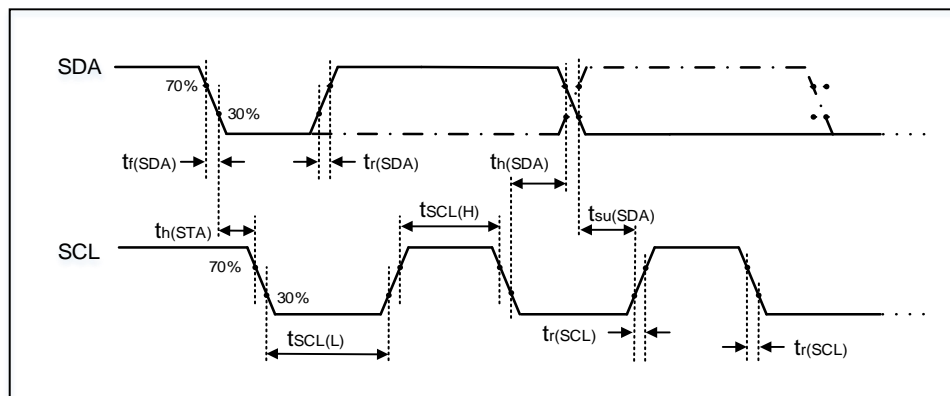 SDA
70%
30%
tf(SDA)
tr(SDA)
th(SDA)
th(STA)
tSCL(H)
tsu(SDA)
SCL
70%
30%
tSCL(L)
tr(SCL)
tr(SCL)